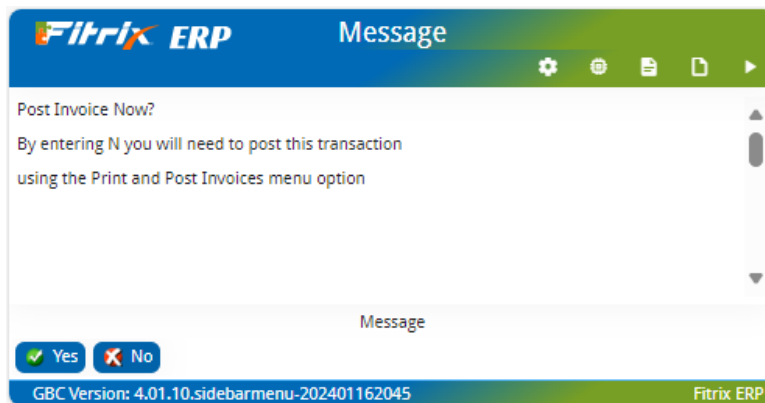 Fitrix ERP Message
Post Invoice Now?
By entering N you will need to post this transaction
using the Print and Post Invoices menu option
Message
Yes No
GBC Version: 4.01.10.sidebarmenu-202401162045 Fitrix ERP